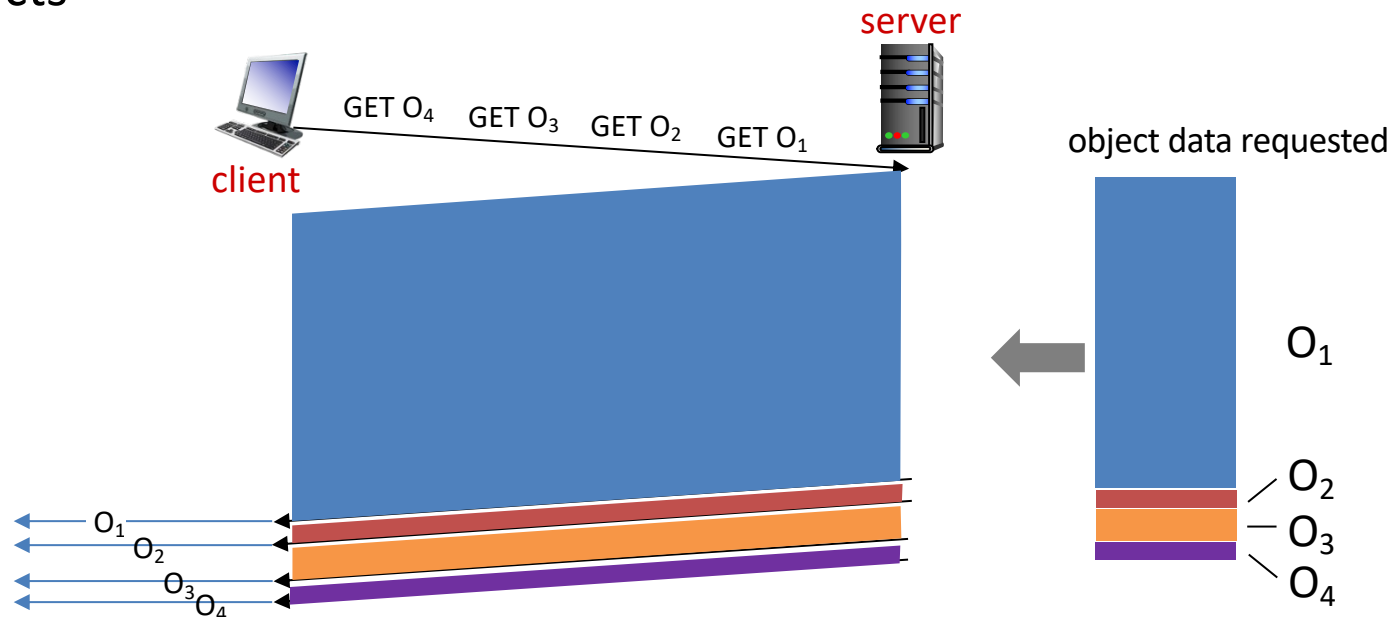 server
GET O₄ GET O₃ GET O₂ GET O₁
object data requested
client
O₁
O₂
O₁
O₃
O₂
O₃
O₄
O₄